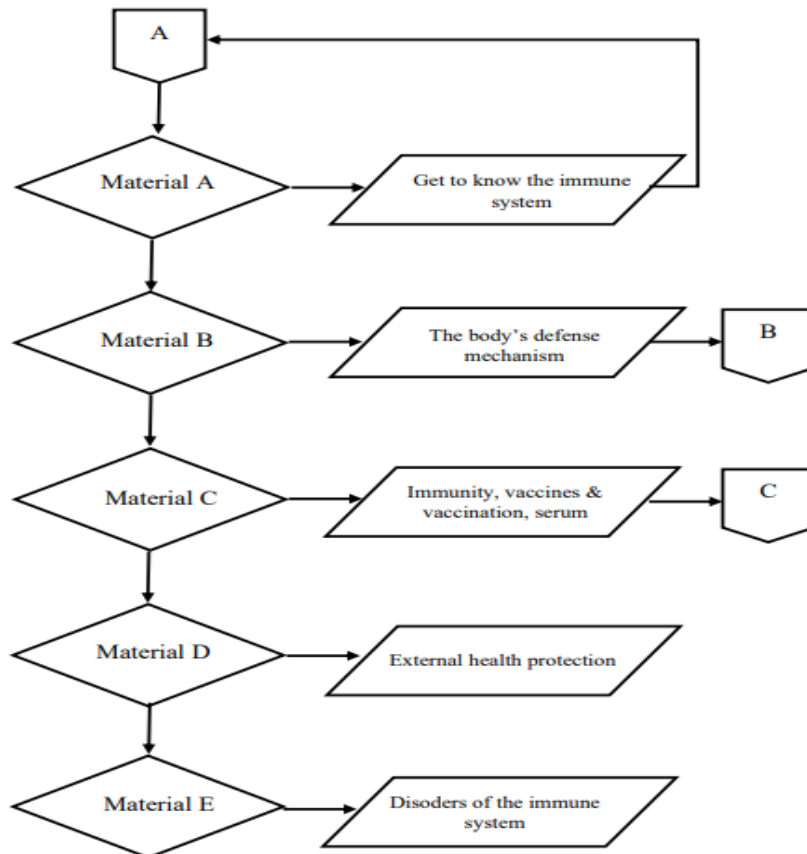 A
Material A
Get to know the immune
system
Material B
The body's defense
mechanism
B
Material C
Immunity, vaccines &
vaccination, serum
C
Material D
External health protection
Material E
Disoders of the immune
system